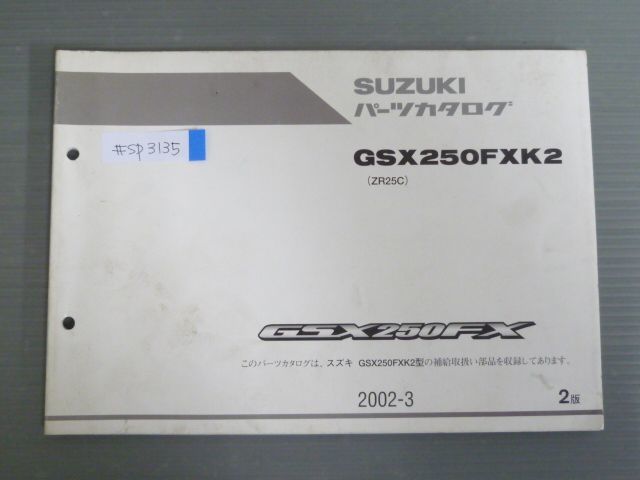 SUZUKI
パーツカタログ
#SP3135
GSX250FXK2
(ZR25C)
GSX250FX
このパーツカタログは、スズキ GSX250FXK2型の補給取扱い部品を収録してあります。
2002-3
2版